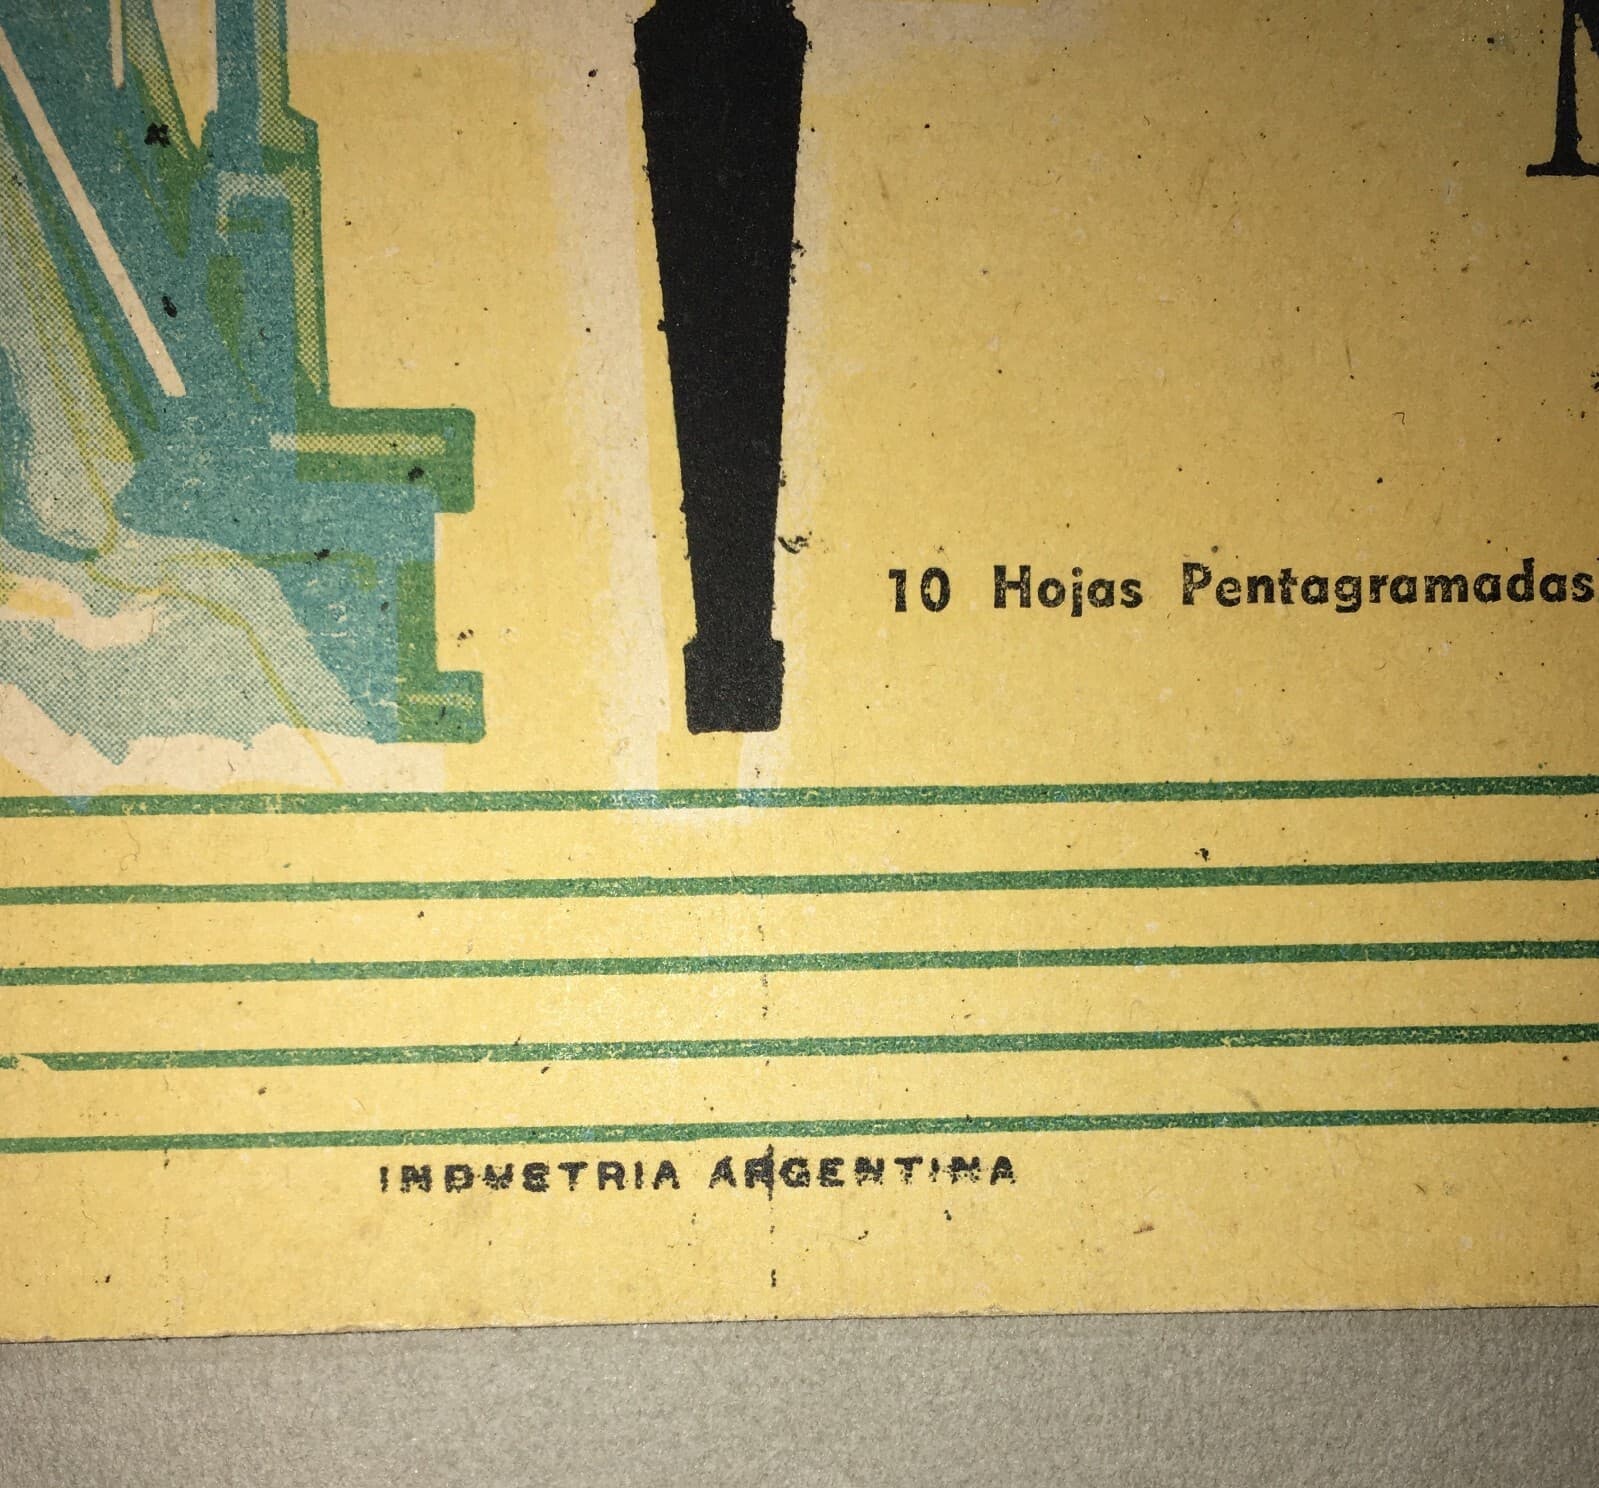 10 Hojas Pentagramadas
INDUSTRIA ARGENTINA